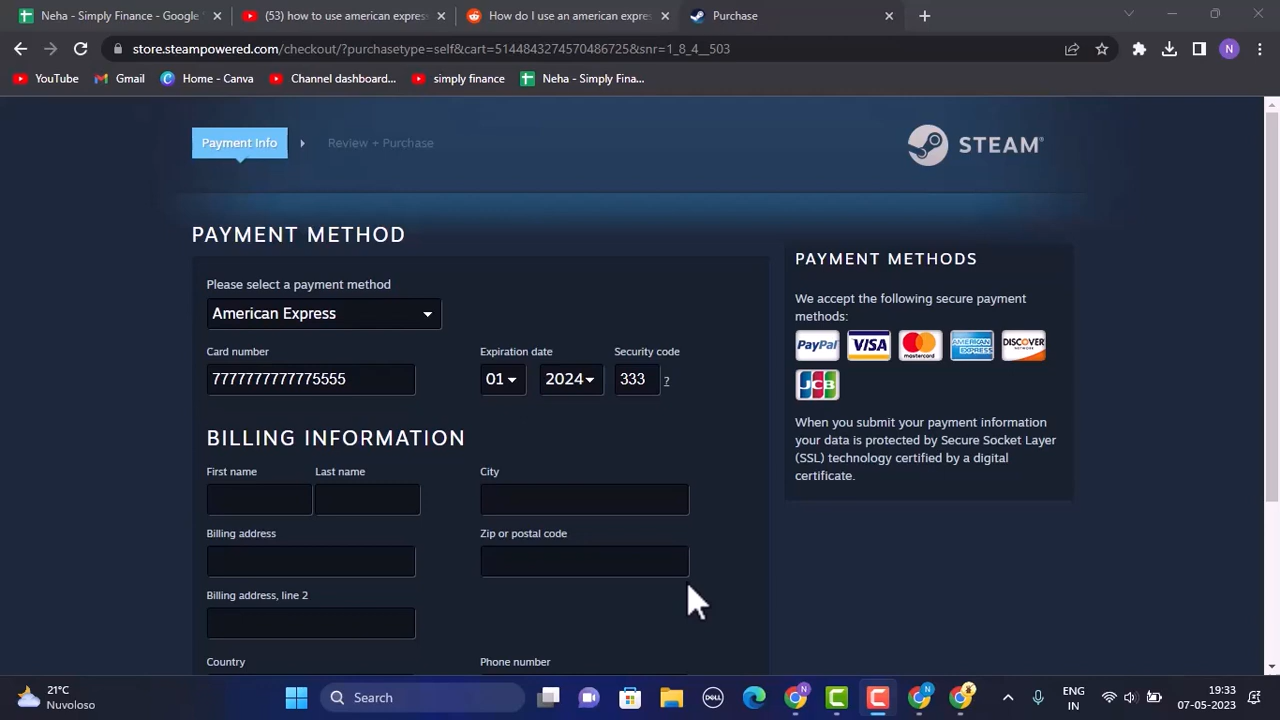 Neha - Simply Finance - Google
(53) how to use american expres
How do I use an american expre
Purchase
store.steampowered.com/checkout/?purchasetype=self&cart=5144843274570486725&snr=1_8_4__503
N
YouTube
Gmail
Home - Canva
Channel dashboard...
simply finance
Neha - Simply Fina...
Payment Info
Review + Purchase
STEAM®
PAYMENT METHOD
Please select a payment method
American Express
Card number
Expiration date
Security code
7777777777775555
01
2024
333
?
BILLING INFORMATION
First name
Last name
City
Billing address
Zip or postal code
Billing address, line 2
Country
Phone number
PAYMENT METHODS
We accept the following secure payment
methods:
PayPal
VISA
mastercard
AMERICAN EXPRESS
DISCOVER
JCB
When you submit your payment information
your data is protected by Secure Socket Layer
(SSL) technology certified by a digital
certificate.
21°C
Nuvoloso
Search
DELL
ENG
IN
19:33
07-05-2023